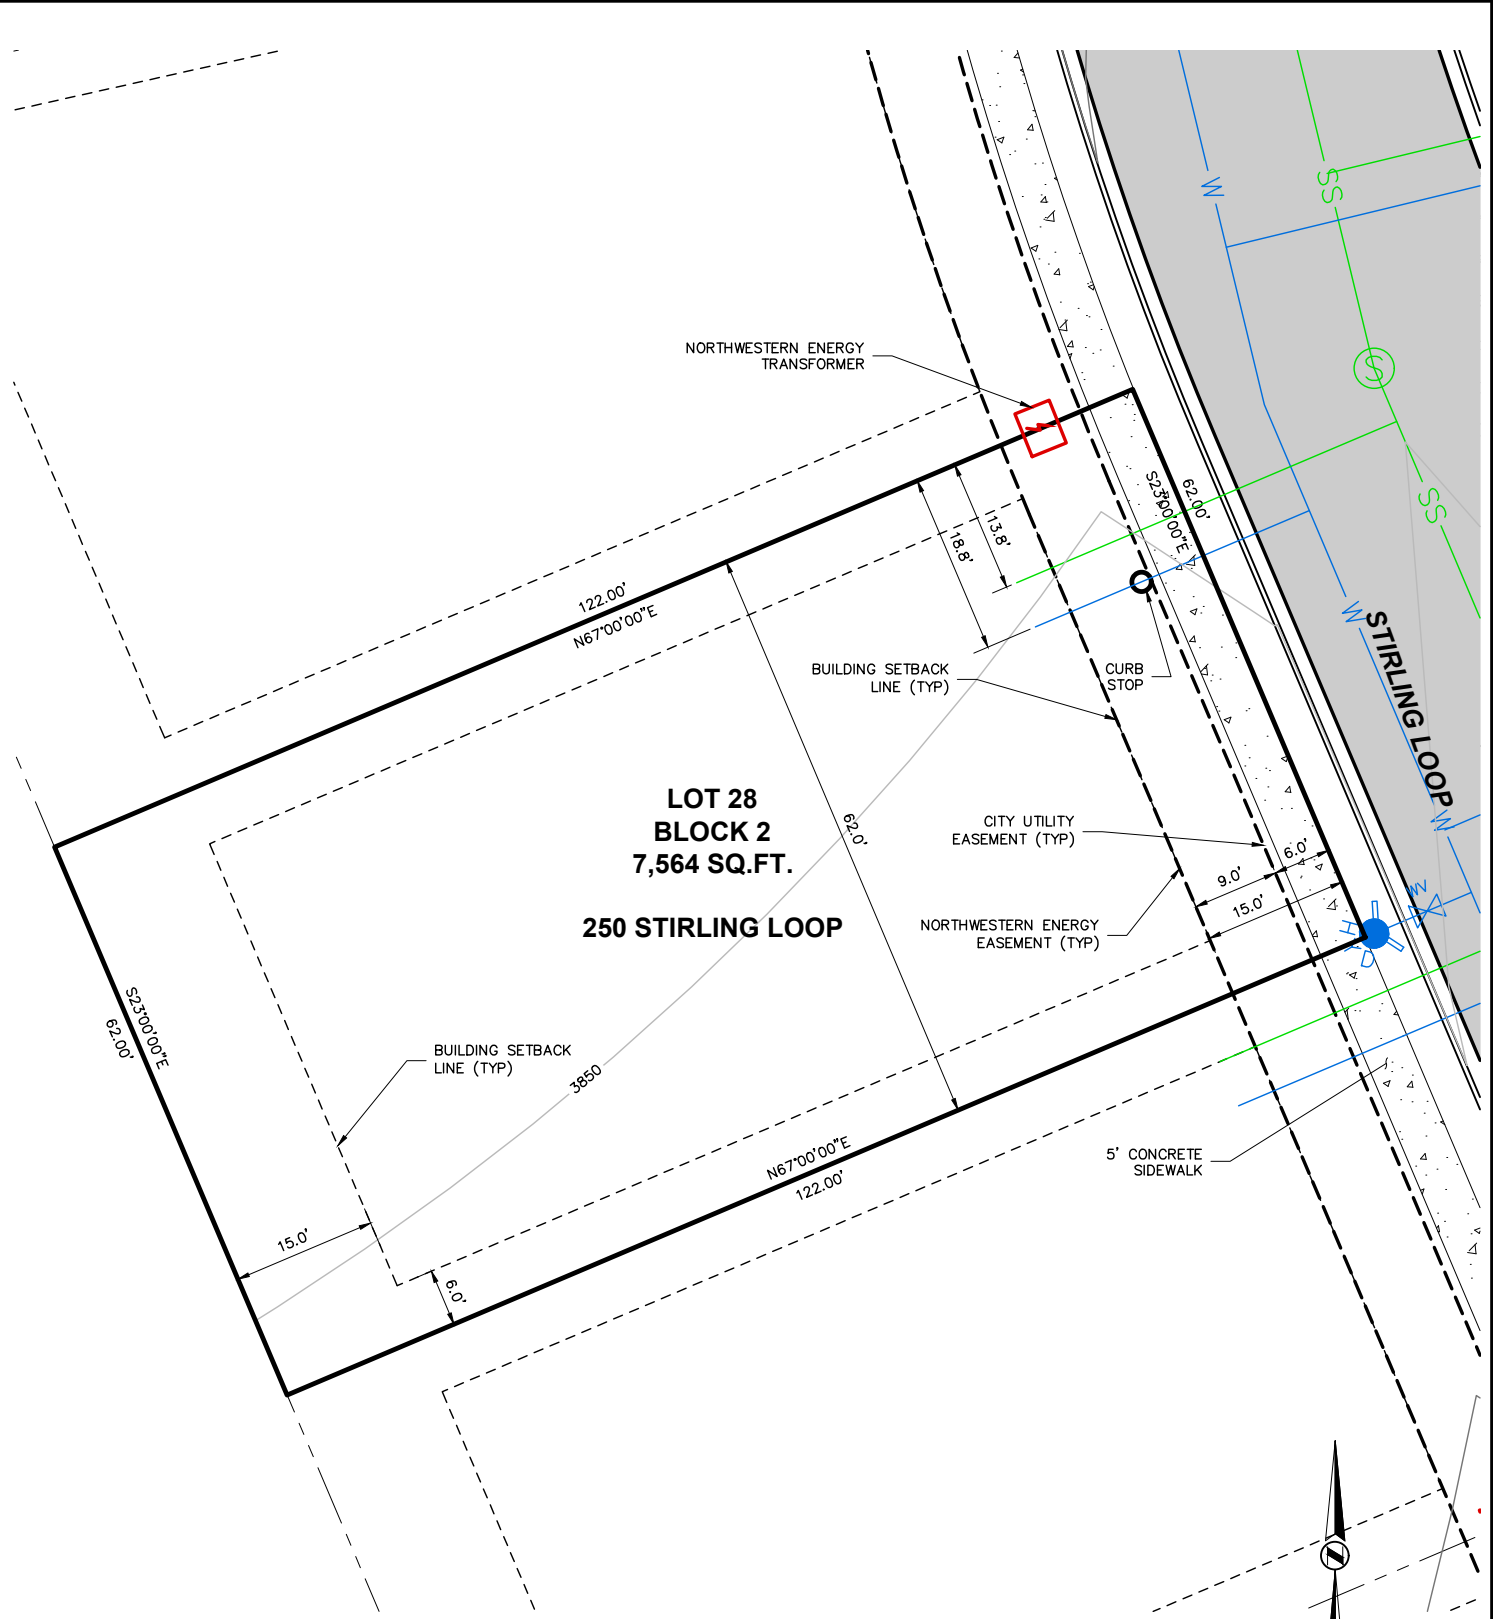 W
SS
NORTHWESTERN ENERGY
TRANSFORMER
S
62.00'
S23°00'00"E
SS
13.8'
18.8'
122.00'
N67°00'00"E
W
STIRLING LOOP
BUILDING SETBACK
LINE (TYP)
CURB
STOP
LOT 28
BLOCK 2
7,564 SQ.FT.
250 STIRLING LOOP
62.0'
CITY UTILITY
EASEMENT (TYP)
W
6.0'
9.0'
15.0'
WV
HYD
NORTHWESTERN ENERGY
EASEMENT (TYP)
S23°00'00"E
62.00'
BUILDING SETBACK
LINE (TYP)
3850
N67°00'00"E
122.00'
5' CONCRETE
SIDEWALK
15.0'
6.0'